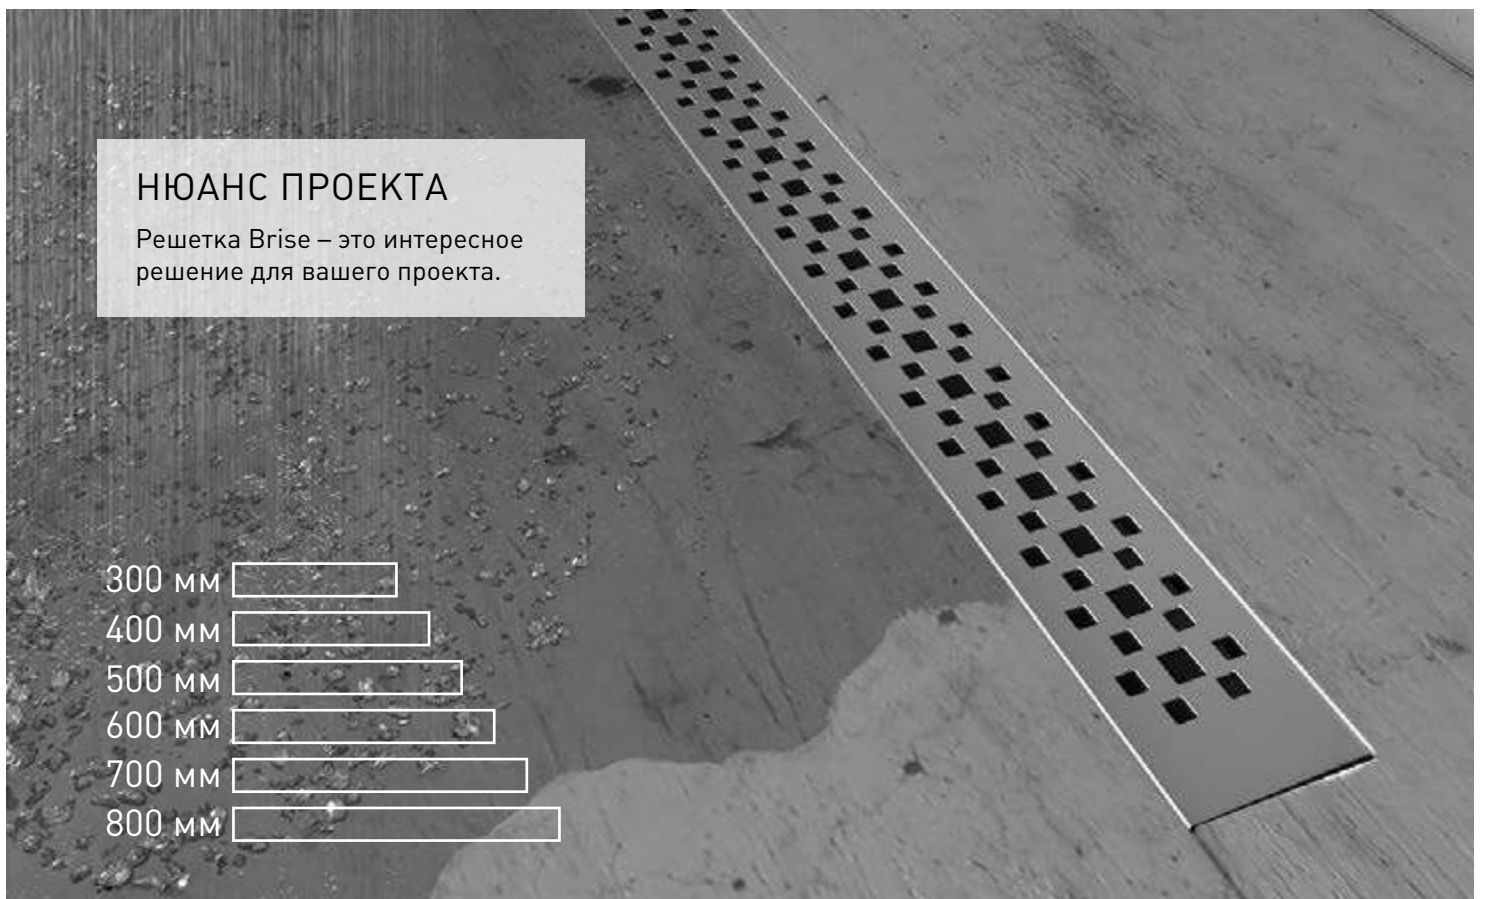 НЮАНС ПРОЕКТА
Решетка Brise – это интересное
решение для вашего проекта.
300 мм
400 мм
500 мм
600 мм
700 мм
800 мм